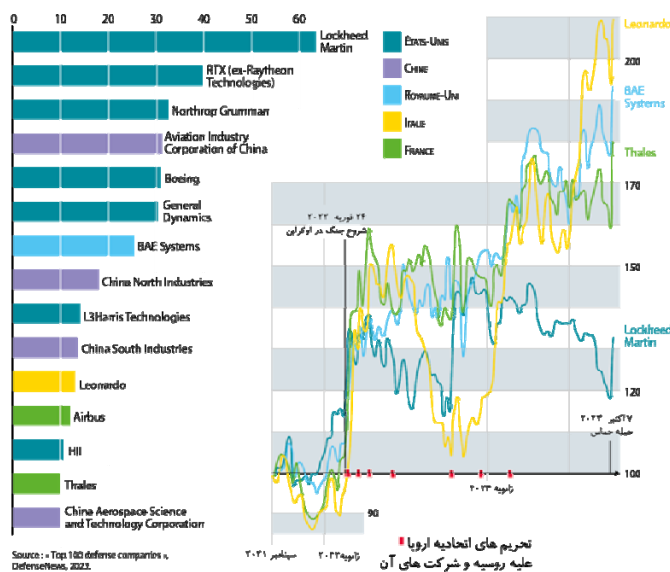 0 10 20 30 40 50 60
Lockheed
Martin
RTX (ex-Raytheon
Technologies)
Northrop Grumman
Aviation Industry
Corporation of China
Boeing
General
Dynamics
BAE Systems
China North Industries
L3Harris Technologies
China South Industries
Leonardo
Airbus
HII
Thales
China Aerospace Science
and Technology Corporation
Source : « Top 100 defense companies »,
DefenseNews, 2023.
ÉTATS-UNIS
CHINE
ROYAUME-UNI
ITALIE
FRANCE
Leonardo
200
BAE
Systems
Thales
170
150
Lockheed
Martin
120
100
90
۲۴ فوریه ۲۰۲۲
شروع جنگ در اوکراین
۷ اکتبر ۲۰۲۳
حمله حماس
ژانویه ۲۰۲۳
سپتامبر ۲۰۲۱
ژانویه ۲۰۲۲
تحریم های اتحادیه اروپا
علیه روسیه و شرکت های آن